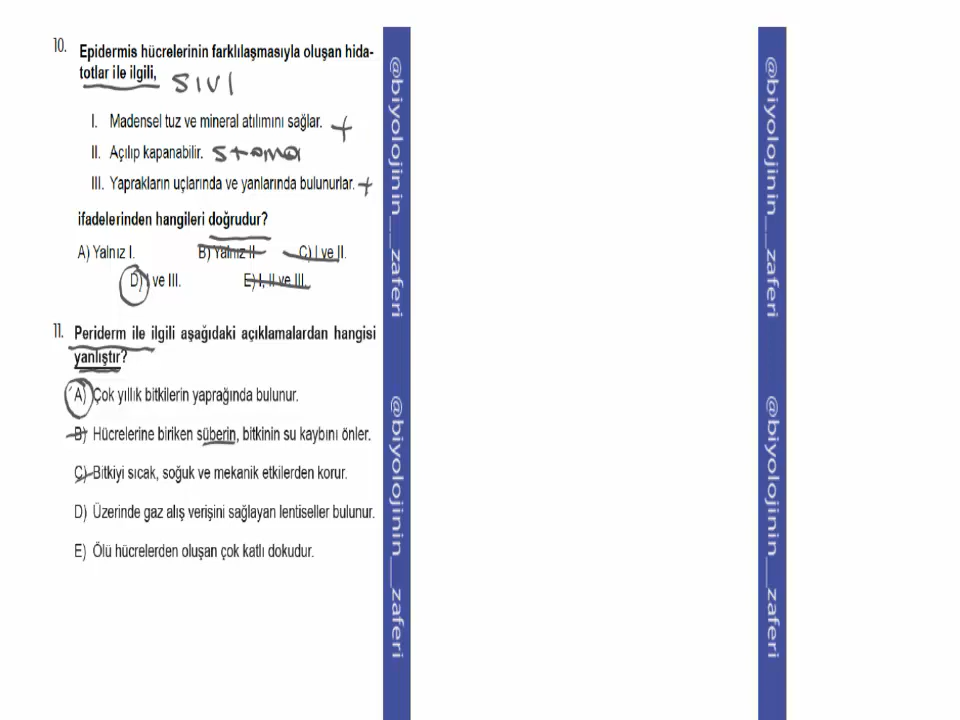 10. Epidermis hücrelerinin farklılaşmasıyla oluşan hida-
totlar ile ilgili, SIVI
I. Madensel tuz ve mineral atılımını sağlar. +
II. Açılıp kapanabilir. stoma
III. Yaprakların uçlarında ve yanlarında bulunurlar. +
ifadelerinden hangileri doğrudur?
A) Yalnız I. B) Yalnız II C) I ve II.
D) I ve III. E) I, II ve III.
11. Periderm ile ilgili aşağıdaki açıklamalardan hangisi
yanlıştır?
A) Çok yıllık bitkilerin yaprağında bulunur.
B) Hücrelerine biriken süberin, bitkinin su kaybını önler.
C) Bitkiyi sıcak, soğuk ve mekanik etkilerden korur.
D) Üzerinde gaz alış verişini sağlayan lentiseller bulunur.
E) Ölü hücrelerden oluşan çok katlı dokudur.
@biyolojinin__zaferi
@biyolojinin__zaferi
@biyolojinin__zaferi
@biyolojinin__zaferi